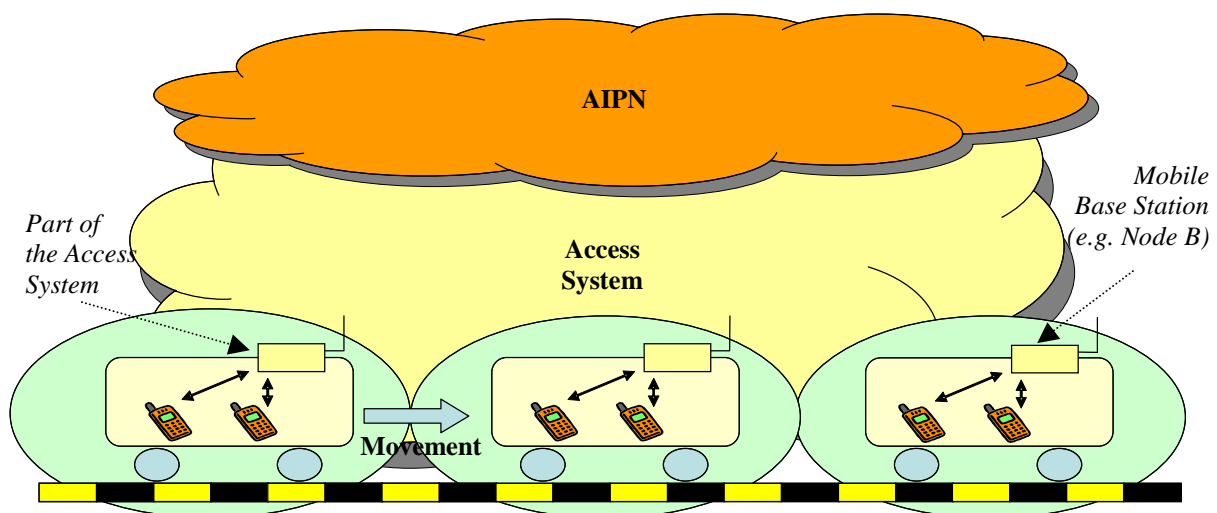 AIPN
Mobile
Base Station
(e.g. Node B)
Part of
the Access
System
Access
System
Movement